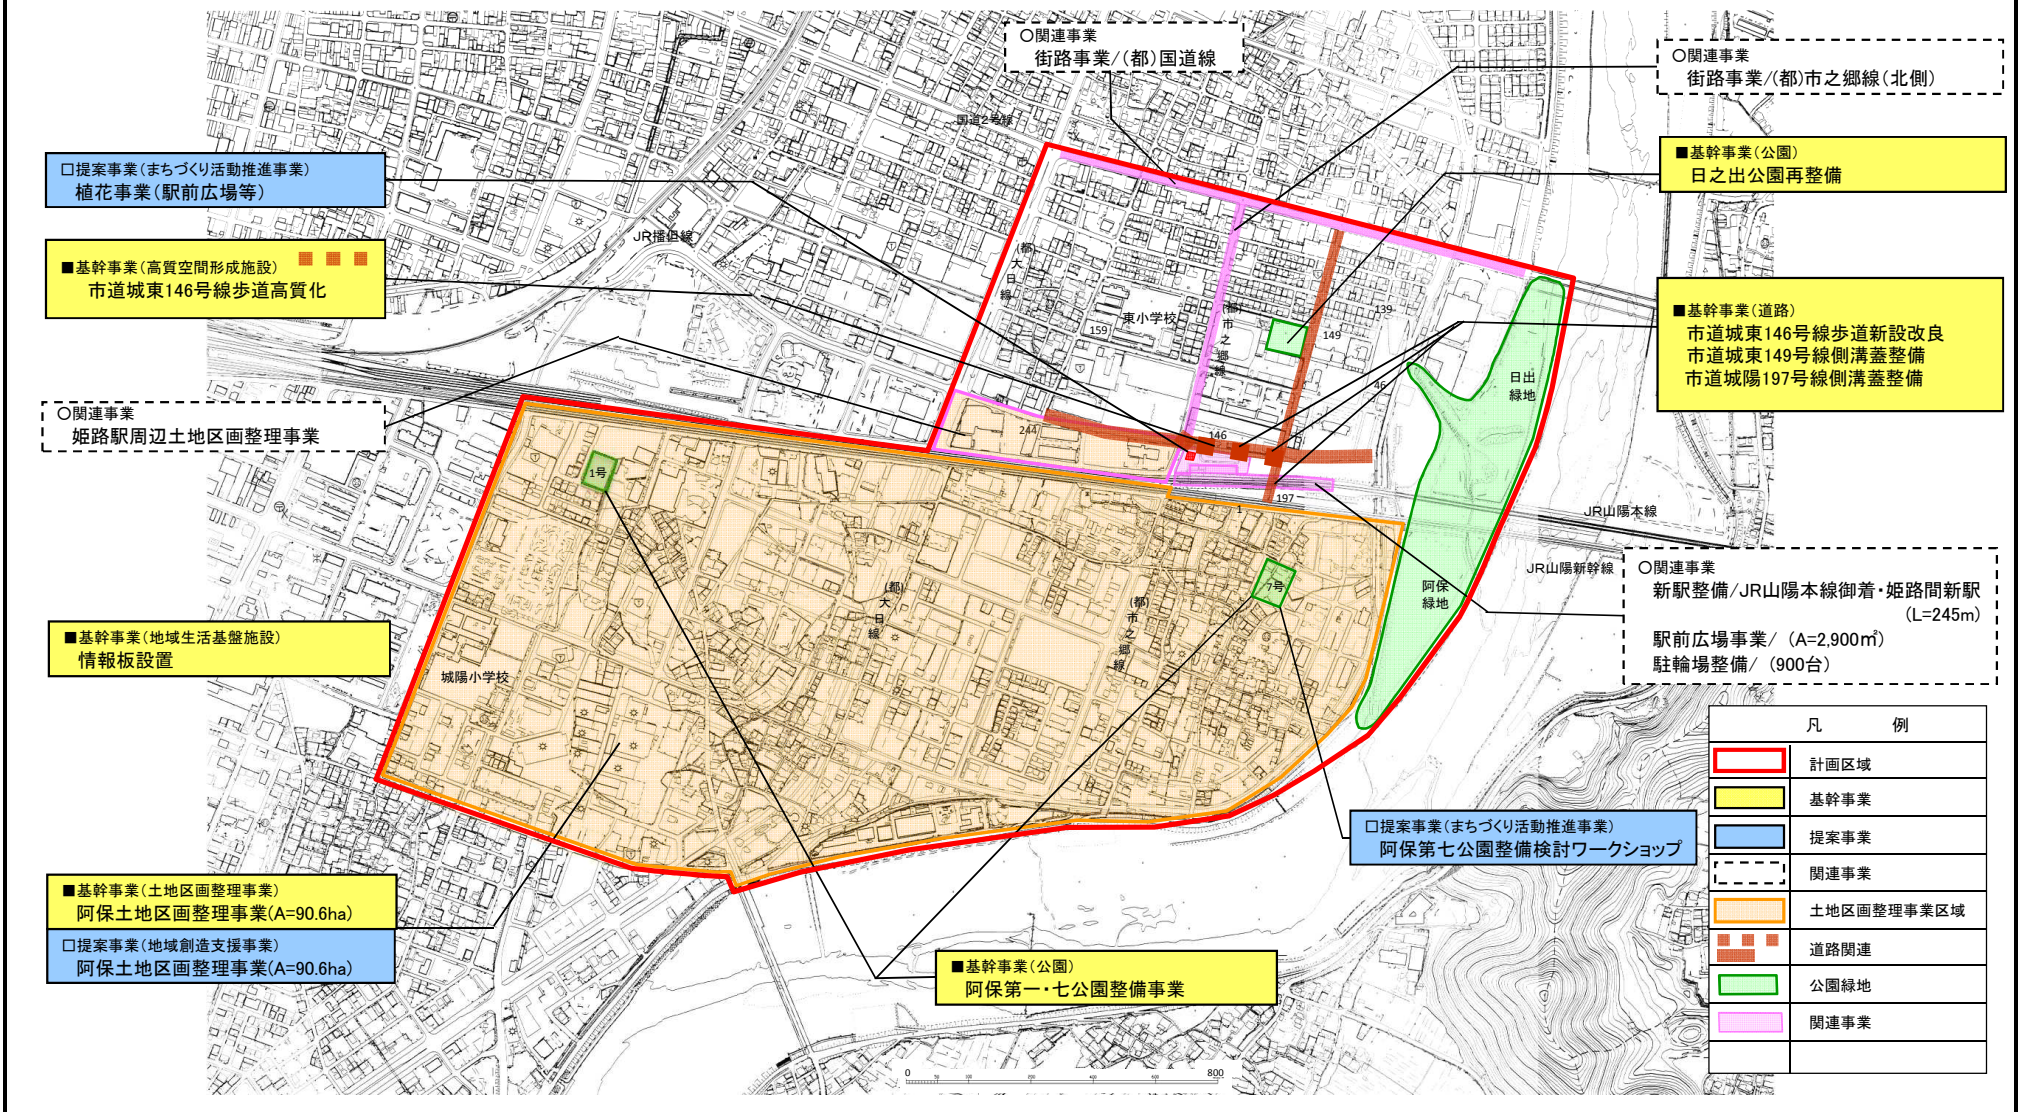 ○関連事業
街路事業/(都)国道線
○関連事業
街路事業/(都)市之郷線(北側)
国道2号線
□提案事業(まちづくり活動推進事業)
植花事業(駅前広場等)
■基幹事業(公園)
日之出公園再整備
JR播但線
■基幹事業(高質空間形成施設)
市道城東146号線歩道高質化
■基幹事業(道路)
市道城東146号線歩道新設改良
市道城東149号線側溝蓋整備
市道城陽197号線側溝蓋整備
(都)大日線
159
東小学校
(都)市之郷線
139
149
46
日出
緑地
○関連事業
姫路駅周辺土地区画整理事業
244
146
197
1
1号
7号
JR山陽本線
JR山陽新幹線
阿保
緑地
(都)大日線
(都)市之郷線
○関連事業
新駅整備/JR山陽本線御着・姫路間新駅
(L=245m)
駅前広場事業/ (A=2,900㎡)
駐輪場整備/ (900台)
■基幹事業(地域生活基盤施設)
情報板設置
城陽小学校
□提案事業(まちづくり活動推進事業)
阿保第七公園整備検討ワークショップ
■基幹事業(土地区画整理事業)
阿保土地区画整理事業(A=90.6ha)
□提案事業(地域創造支援事業)
阿保土地区画整理事業(A=90.6ha)
■基幹事業(公園)
阿保第一・七公園整備事業
凡 例
計画区域
基幹事業
提案事業
関連事業
土地区画整理事業区域
道路関連
公園緑地
関連事業
0
800